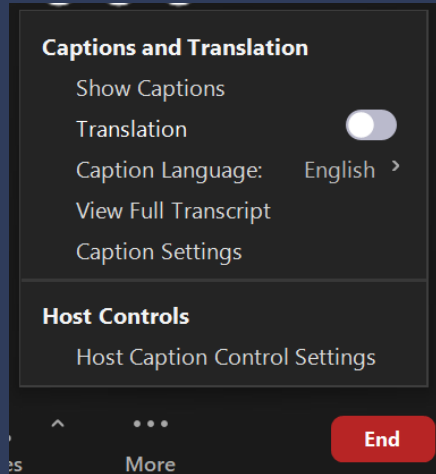 Captions and Translation
Show Captions
Translation
Caption Language: English >
View Full Transcript
Caption Settings
Host Controls
Host Caption Control Settings
End
es More